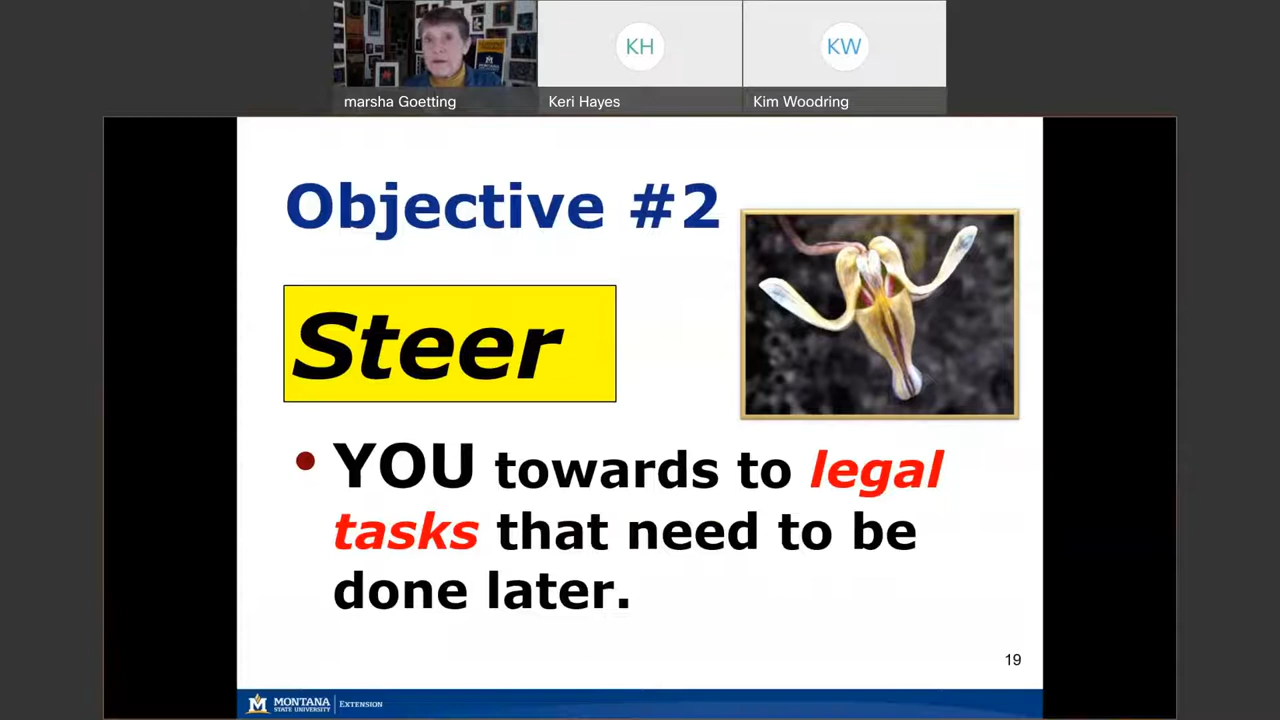 KH
KW
marsha Goetting
Keri Hayes
Kim Woodring
Objective #2
Steer
• YOU towards to legal
tasks that need to be
done later.
19
M MONTANA
STATE UNIVERSITY
EXTENSION